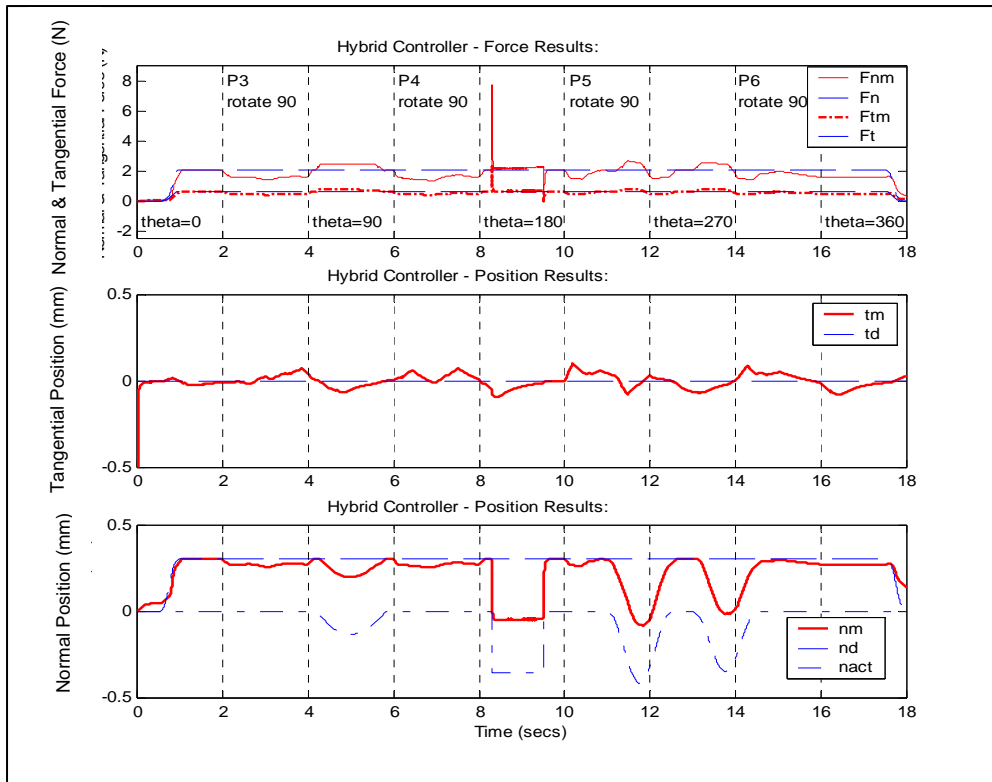 Hybrid Controller - Force Results:
Normal & Tangential Force (N)
8
6
4
2
0
-2
P3
rotate 90
P4
rotate 90
P5
rotate 90
P6
rotate 90
Fnm
Fn
Ftm
Ft
theta=0
theta=90
theta=180
theta=270
theta=360
0 2 4 6 8 10 12 14 16 18
Hybrid Controller - Position Results:
Tangential Position (mm)
0.5
0
-0.5
tm
td
0 2 4 6 8 10 12 14 16 18
Hybrid Controller - Position Results:
Normal Position (mm)
0.5
0
-0.5
nm
nd
nact
0 2 4 6 8 10 12 14 16 18
Time (secs)